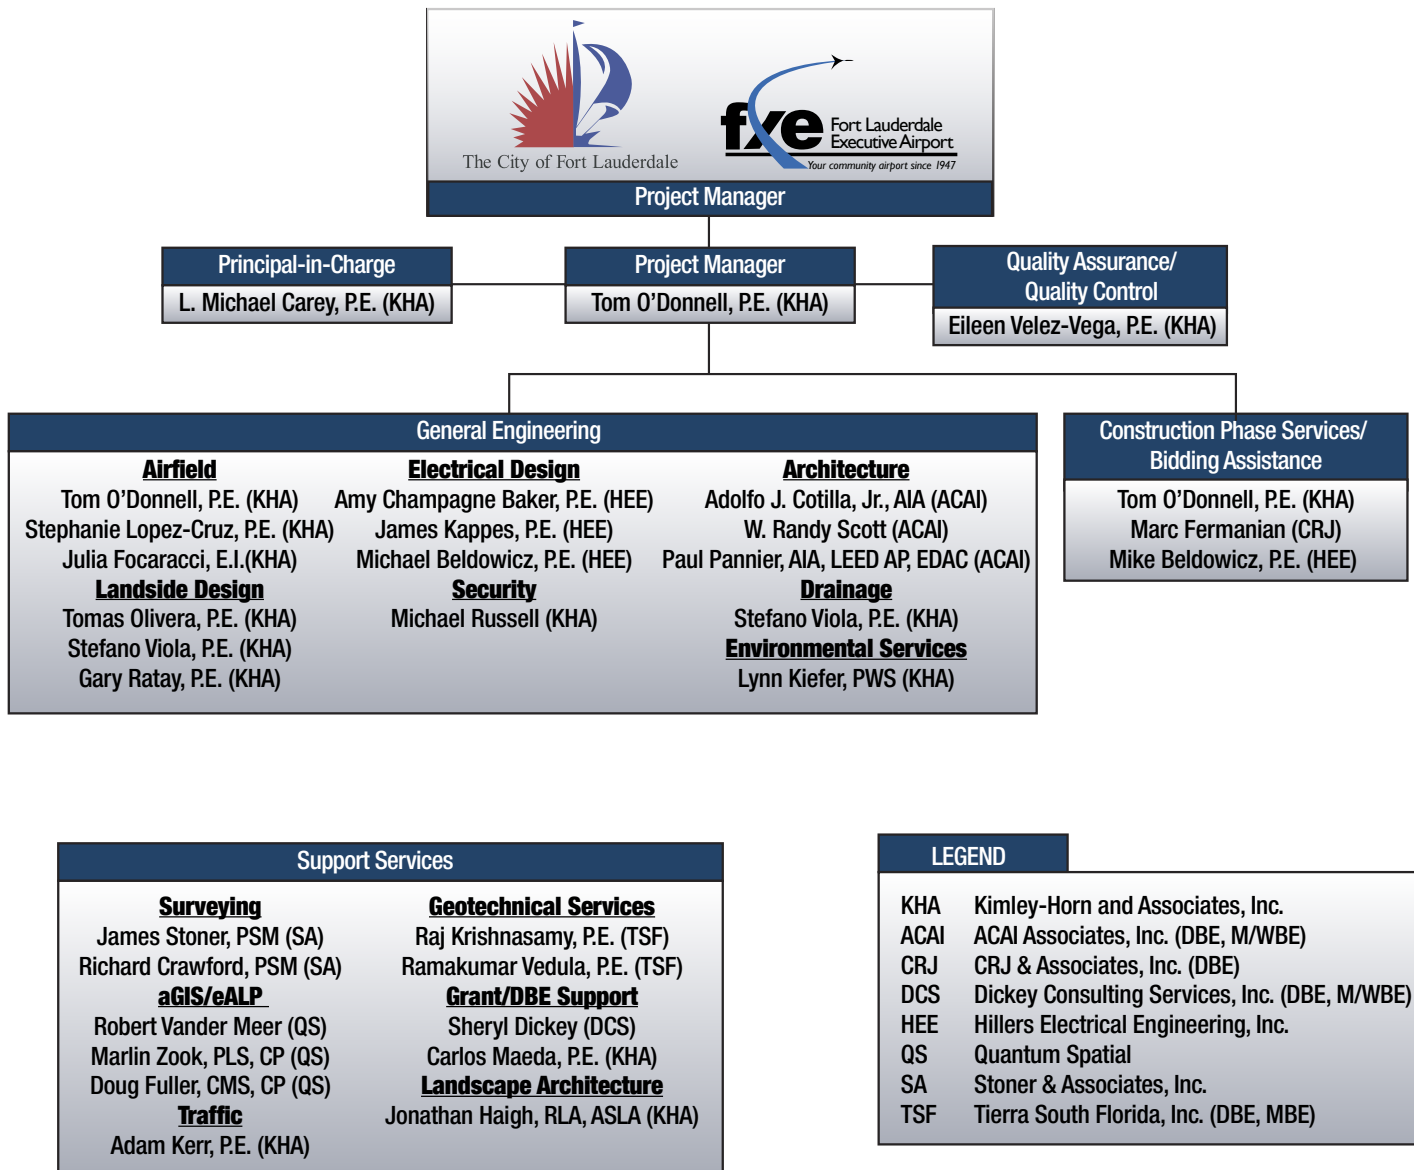 The City of Fort Lauderdale
fxe
Fort Lauderdale
Executive Airport
Your community airport since 1947
Project Manager
Principal-in-Charge
L. Michael Carey, P.E. (KHA)
Project Manager
Tom O’Donnell, P.E. (KHA)
Quality Assurance/
Quality Control
Eileen Velez-Vega, P.E. (KHA)
General Engineering
Airfield
Tom O’Donnell, P.E. (KHA)
Stephanie Lopez-Cruz, P.E. (KHA)
Julia Focaracci, E.I.(KHA)
Landside Design
Tomas Olivera, P.E. (KHA)
Stefano Viola, P.E. (KHA)
Gary Ratay, P.E. (KHA)
Electrical Design
Amy Champagne Baker, P.E. (HEE)
James Kappes, P.E. (HEE)
Michael Beldowicz, P.E. (HEE)
Security
Michael Russell (KHA)
Architecture
Adolfo J. Cotilla, Jr., AIA (ACAI)
W. Randy Scott (ACAI)
Paul Pannier, AIA, LEED AP, EDAC (ACAI)
Drainage
Stefano Viola, P.E. (KHA)
Environmental Services
Lynn Kiefer, PWS (KHA)
Construction Phase Services/
Bidding Assistance
Tom O’Donnell, P.E. (KHA)
Marc Fermanian (CRJ)
Mike Beldowicz, P.E. (HEE)
Support Services
Surveying
James Stoner, PSM (SA)
Richard Crawford, PSM (SA)
aGIS/eALP
Robert Vander Meer (QS)
Marlin Zook, PLS, CP (QS)
Doug Fuller, CMS, CP (QS)
Traffic
Adam Kerr, P.E. (KHA)
Geotechnical Services
Raj Krishnasamy, P.E. (TSF)
Ramakumar Vedula, P.E. (TSF)
Grant/DBE Support
Sheryl Dickey (DCS)
Carlos Maeda, P.E. (KHA)
Landscape Architecture
Jonathan Haigh, RLA, ASLA (KHA)
LEGEND
KHA Kimley-Horn and Associates, Inc.
ACAI ACAI Associates, Inc. (DBE, M/WBE)
CRJ CRJ & Associates, Inc. (DBE)
DCS Dickey Consulting Services, Inc. (DBE, M/WBE)
HEE Hillers Electrical Engineering, Inc.
QS Quantum Spatial
SA Stoner & Associates, Inc.
TSF Tierra South Florida, Inc. (DBE, MBE)